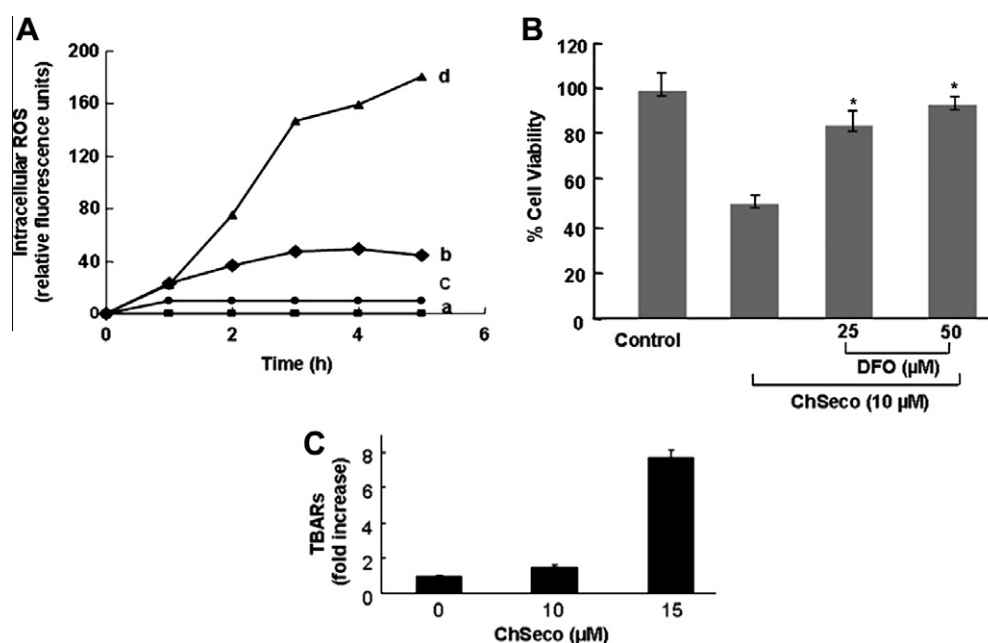 A
Intracellular ROS
(relative fluorescence units)
200
160
120
80
40
0
d
b
c
a
0
2
4
6
Time (h)
B
% Cell Viability
120
100
80
60
40
20
0
*
*
Control
25
50
DFO (µM)
ChSeco (10 µM)
C
TBARs
(fold increase)
8
6
4
2
0
0
10
15
ChSeco (µM)